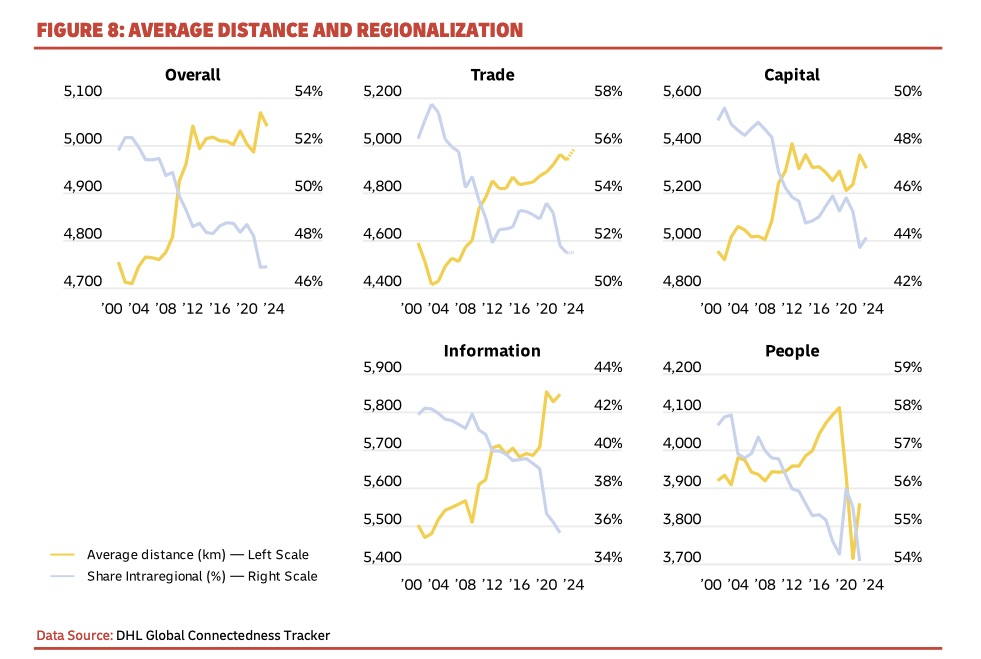 FIGURE 8: AVERAGE DISTANCE AND REGIONALIZATION
Overall
5,100 54%
5,000 52%
4,900 50%
4,800 48%
4,700 46%
’00 ’04 ’08 ’12 ’16 ’20 ’24
Trade
5,200 58%
5,000 56%
4,800 54%
4,600 52%
4,400 50%
’00 ’04 ’08 ’12 ’16 ’20 ’24
Capital
5,600 50%
5,400 48%
5,200 46%
5,000 44%
4,800 42%
’00 ’04 ’08 ’12 ’16 ’20 ’24
Information
5,900 44%
5,800 42%
5,700 40%
5,600 38%
5,500 36%
5,400 34%
’00 ’04 ’08 ’12 ’16 ’20 ’24
People
4,200 59%
4,100 58%
4,000 57%
3,900 56%
3,800 55%
3,700 54%
’00 ’04 ’08 ’12 ’16 ’20 ’24
Average distance (km) — Left Scale
Share Intraregional (%) — Right Scale
Data Source: DHL Global Connectedness Tracker